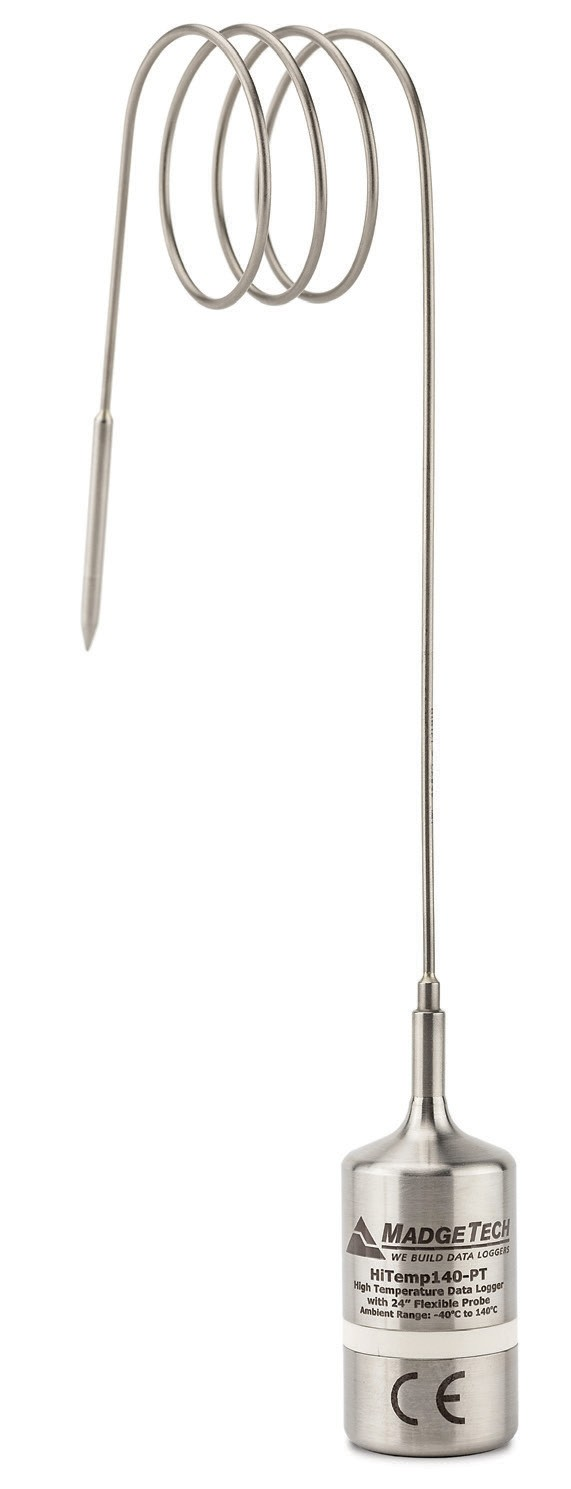 MADGETECH
WE BUILD DATA LOGGERS
HiTemp140-PT
High Temperature Data Logger
with 24" Flexible Probe
Ambient Range: -40°C to 140°C
CE